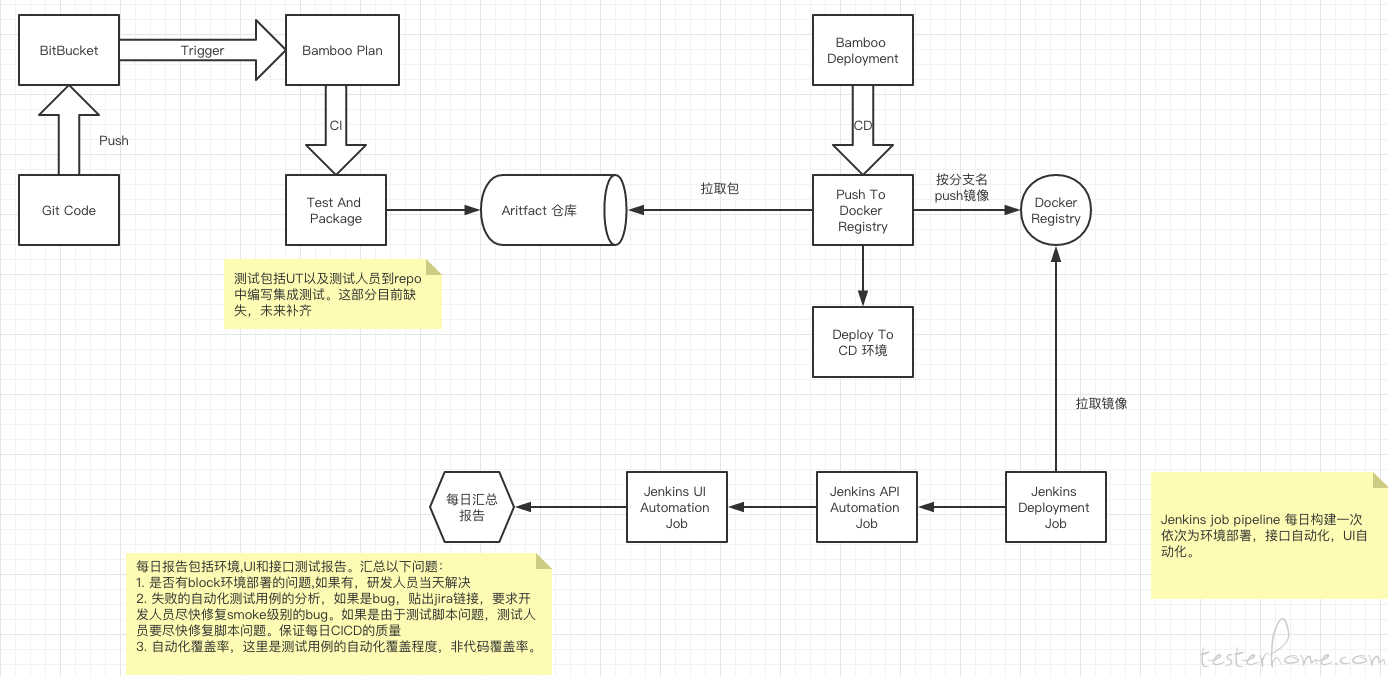 BitBucket
Trigger
Bamboo Plan
Bamboo
Deployment
Push
CI
CD
Git Code
Test And
Package
Aritfact 仓库
拉取包
Push To
Docker
Registry
按分支名
push镜像
Docker
Registry
测试包括UT以及测试人员到repo
中编写集成测试。这部分目前缺
失，未来补齐
Deploy To
CD 环境
拉取镜像
每日汇总
报告
Jenkins UI
Automation
Job
Jenkins API
Automation
Job
Jenkins
Deployment
Job
Jenkins job pipeline 每日构建一次
依次为环境部署，接口自动化，UI自
动化。
每日报告包括环境,UI和接口测试报告。汇总以下问题：
1. 是否有block环境部署的问题,如果有，研发人员当天解决
2. 失败的自动化测试用例的分析，如果是bug，贴出jira链接，要求开
发人员尽快修复smoke级别的bug。如果是由于测试脚本问题，测试人
员要尽快修复脚本问题。保证每日CICD的质量
3. 自动化覆盖率，这里是测试用例的自动化覆盖程度，非代码覆盖率。
testerhome.com